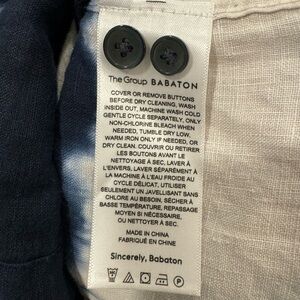 The Group BABATON
COVER OR REMOVE BUTTONS
BEFORE DRY CLEANING, WASH
INSIDE OUT, MACHINE WASH COLD
GENTLE CYCLE SEPARATELY, ONLY
NON-CHLORINE BLEACH WHEN
NEEDED, TUMBLE DRY LOW.
WARM IRON ONLY IF NEEDED, OR
DRY CLEAN. COUVRIR OU RETIRER
LES BOUTONS AVANT LE
NETTOYAGE À SEC, LAVER À
L'ENVERS, LAVER SÉPARÉMENT À
LA MACHINE À L'EAU FROIDE AU
CYCLE DÉLICAT, UTILISER
SEULEMENT UN JAVELLISANT SANS
CHLORE AU BESOIN, SÉCHER À
BASSE TEMPÉRATURE, REPASSAGE
MOYEN SI NÉCESSAIRE,
OU NETTOYER À SEC.
MADE IN CHINA
FABRIQUÉ EN CHINE
Sincerely, Babaton
P